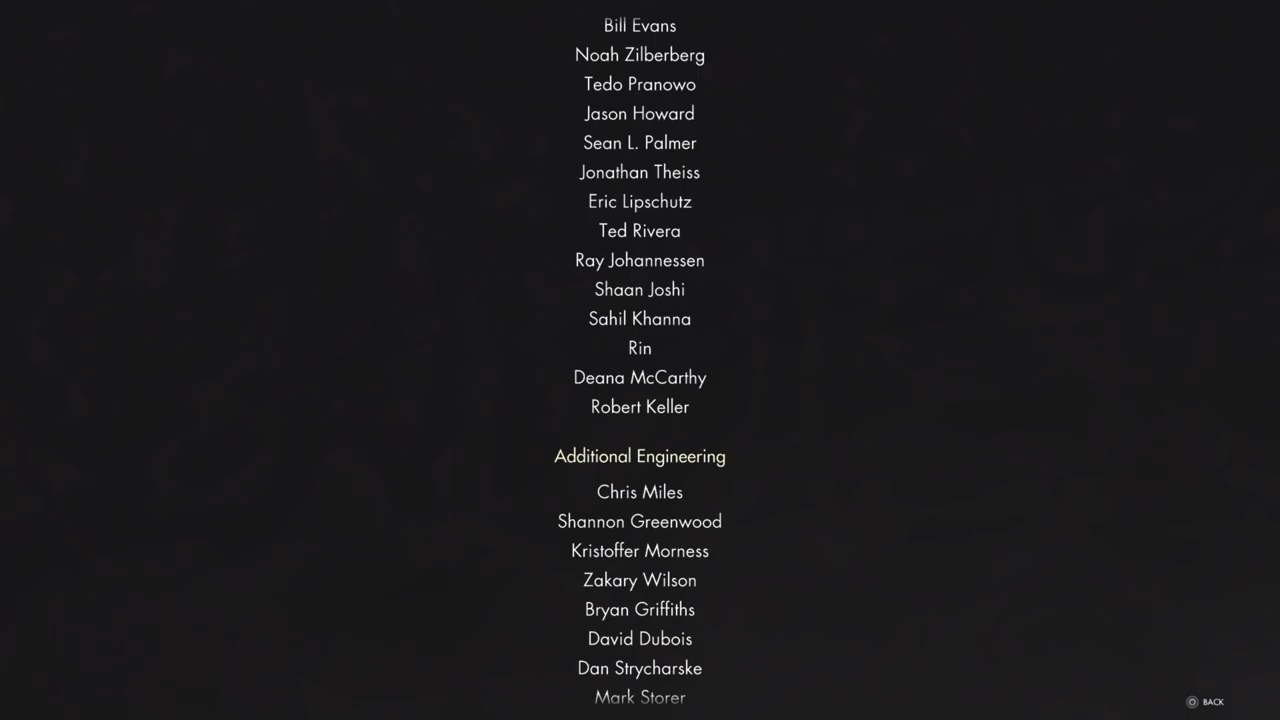 Bill Evans
Noah Zilberberg
Tedo Pranowo
Jason Howard
Sean L. Palmer
Jonathan Theiss
Eric Lipschutz
Ted Rivera
Ray Johannessen
Shaan Joshi
Sahil Khanna
Rin
Deana McCarthy
Robert Keller
Additional Engineering
Chris Miles
Shannon Greenwood
Kristoffer Morness
Zakary Wilson
Bryan Griffiths
David Dubois
Dan Strycharske
Mark Storer
BACK